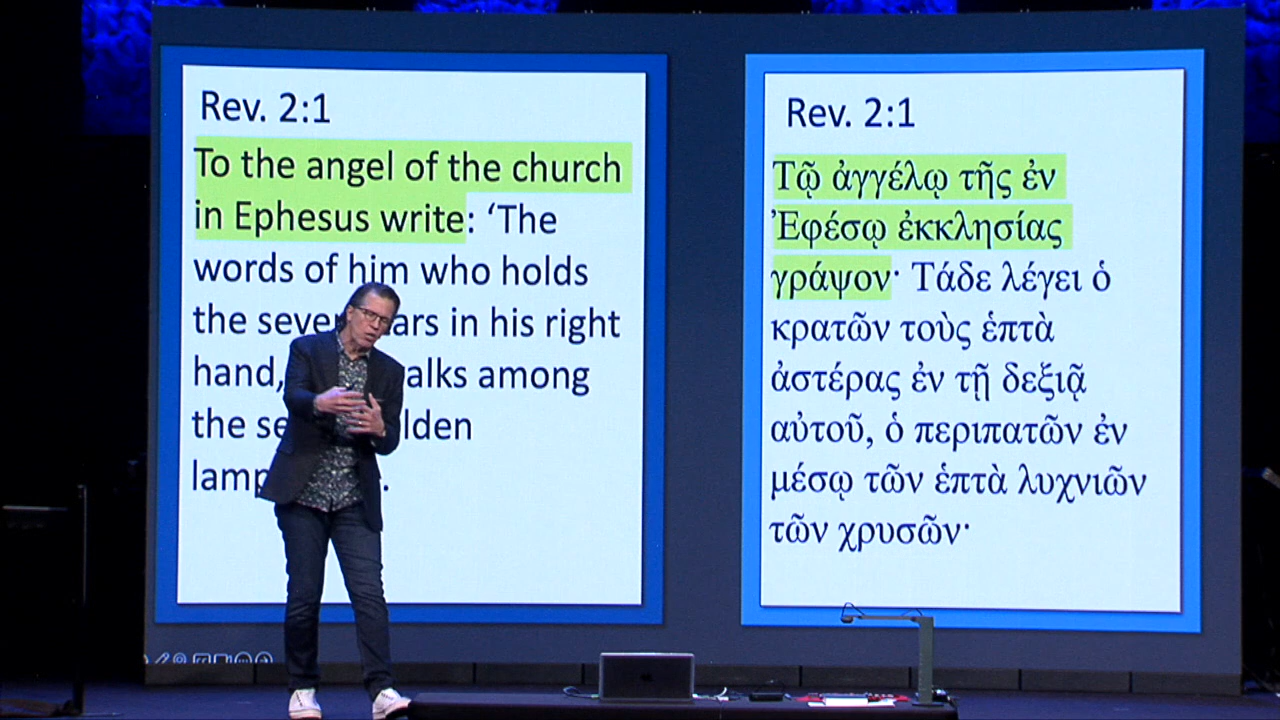 Rev. 2:1
To the angel of the church
in Ephesus write: ‘The
words of him who holds
the seven in his right
hand, among
the
Rev. 2:1
Τῷ ἀγγέλῳ τῆς ἐν
Ἐφέσῳ ἐκκλησίας
γράψον· Τάδε λέγει ὁ
κρατῶν τοὺς ἑπτὰ
ἀστέρας ἐν τῇ δεξιᾷ
αὐτοῦ, ὁ περιπατῶν ἐν
μέσῳ τῶν ἑπτὰ λυχνιῶν
τῶν χρυσῶν·